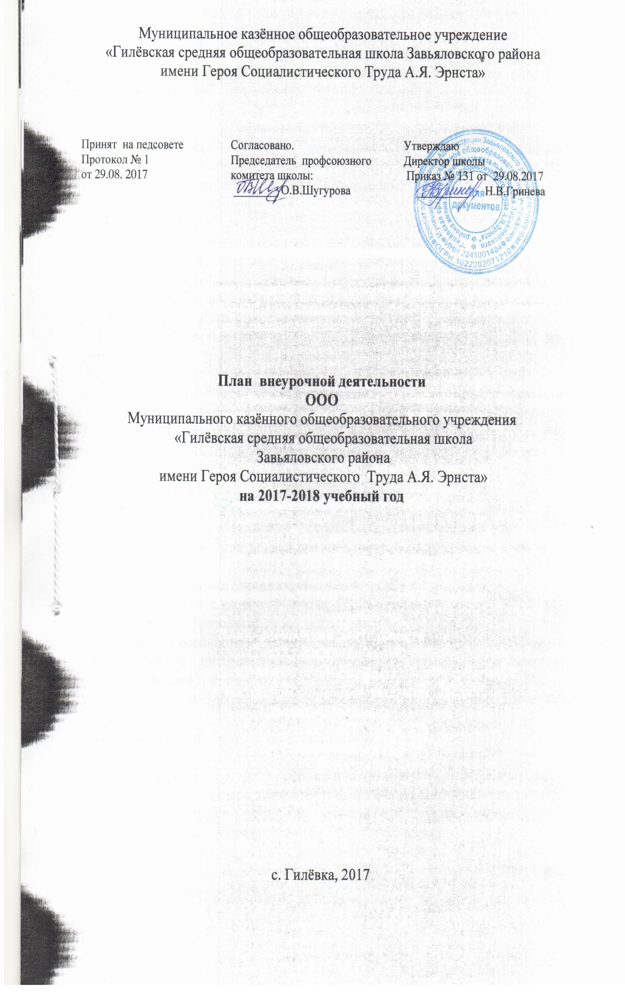 Муниципальное казённое общеобразовательное учреждение
«Гилёвская средняя общеобразовательная школа Завьяловского района
имени Героя Социалистического Труда А.Я. Эрнста»
Принят на педсовете
Протокол № 1
от 29.08. 2017
Согласовано.
Председатель профсоюзного
комитета школы:
О.В.Шугурова
Утверждаю
Директор школы
Приказ № 131 от 29.08.2017
Н.В.Гринева
для
документов
ИНН 2241001484
ОГРН 1022202071210
План внеурочной деятельности
ООО
Муниципального казённого общеобразовательного учреждения
«Гилёвская средняя общеобразовательная школа
Завьяловского района
имени Героя Социалистического Труда А.Я. Эрнста»
на 2017-2018 учебный год
с. Гилёвка, 2017